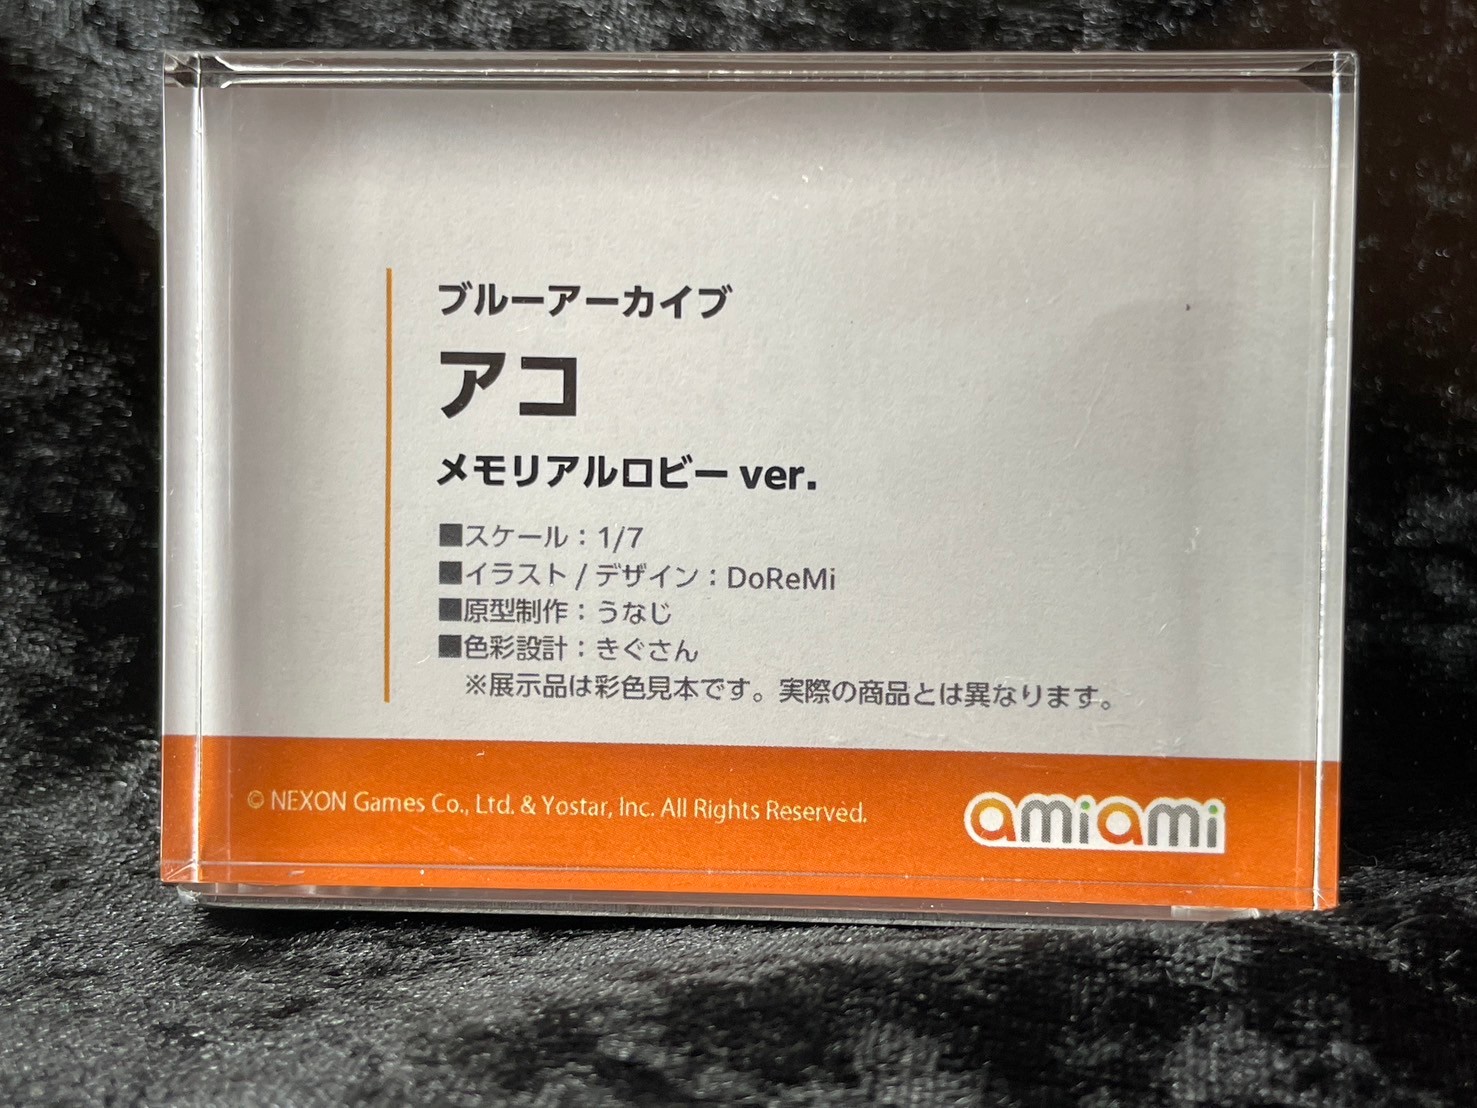 ブルーアーカイブ
アコ
メモリアルロビー ver.
■スケール：1/7
■イラスト / デザイン：DoReMi
■原型制作：うなじ
■色彩設計：きぐさん
※展示品は彩色見本です。実際の商品とは異なります。
© NEXON Games Co., Ltd. & Yostar, Inc. All Rights Reserved.
amiami